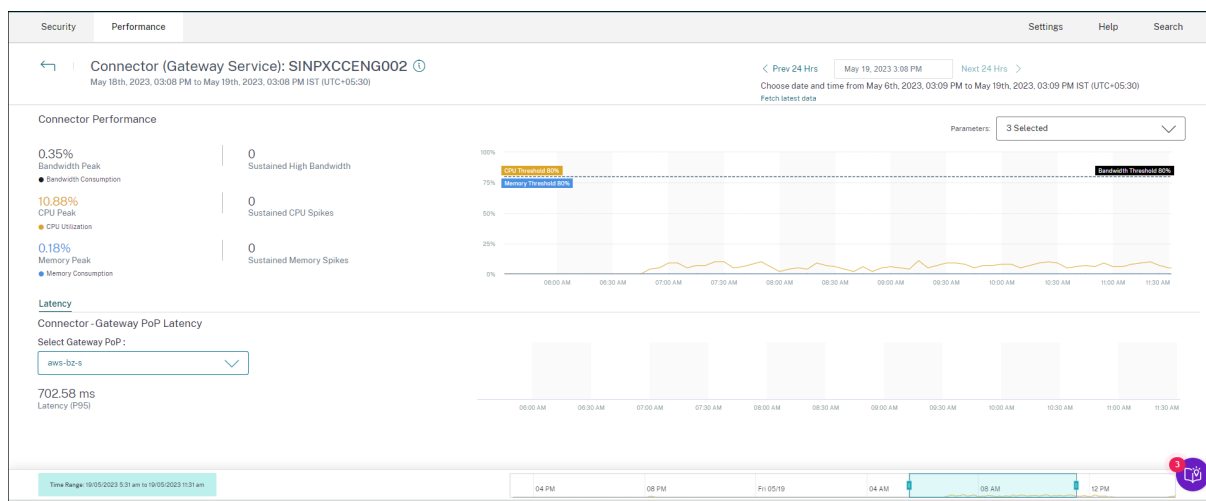 Security Performance Settings Help Search
Connector (Gateway Service): SINPXCCENG002
May 18th, 2023, 03:08 PM to May 19th, 2023, 03:08 PM IST (UTC+05:30)
Prev 24 Hrs May 19, 2023 3:08 PM Next 24 Hrs
Choose date and time from May 6th, 2023, 03:09 PM to May 19th, 2023, 03:09 PM IST (UTC+05:30)
Fetch latest data
Connector Performance
Parameters: 3 Selected
0.35%
Bandwidth Peak
Bandwidth Consumption
0
Sustained High Bandwidth
10.88%
CPU Peak
CPU Utilization
0
Sustained CPU Spikes
0.18%
Memory Peak
Memory Consumption
0
Sustained Memory Spikes
100%
CPU Threshold 80%
Bandwidth Threshold 80%
75%
Memory Threshold 80%
50%
25%
0%
06:00 AM 06:30 AM 07:00 AM 07:30 AM 08:00 AM 08:30 AM 09:00 AM 09:30 AM 10:00 AM 10:30 AM 11:00 AM 11:30 AM
Latency
Connector - Gateway PoP Latency
Select Gateway PoP :
aws-bz-s
702.58 ms
Latency (P95)
06:00 AM 06:30 AM 07:00 AM 07:30 AM 08:00 AM 08:30 AM 09:00 AM 09:30 AM 10:00 AM 10:30 AM 11:00 AM 11:30 AM
3
Time Range: 19/05/2023 5:31 am to 19/05/2023 11:31 am
04 PM 08 PM Fri 05/19 04 AM 08 AM 12 PM